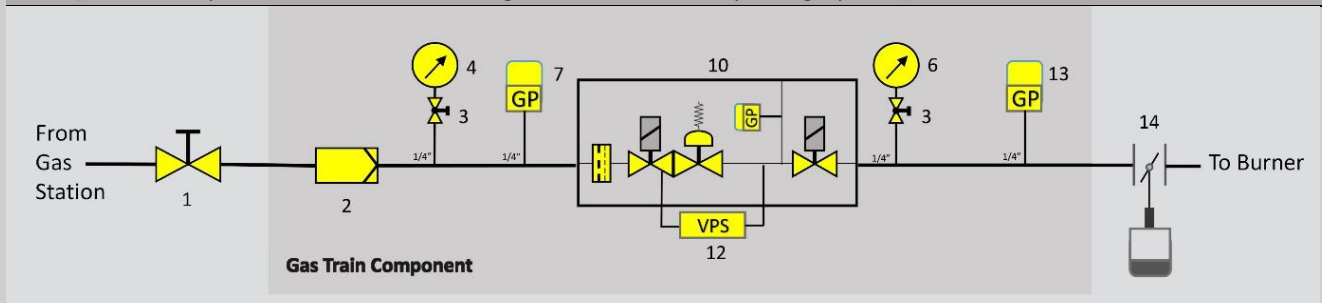 4
7
10
6
13
GP
GP
GP
3
3
14
From
Gas
Station
1/4"
1/4"
1/4"
1/4"
To Burner
1
2
VPS
12
Gas Train Component